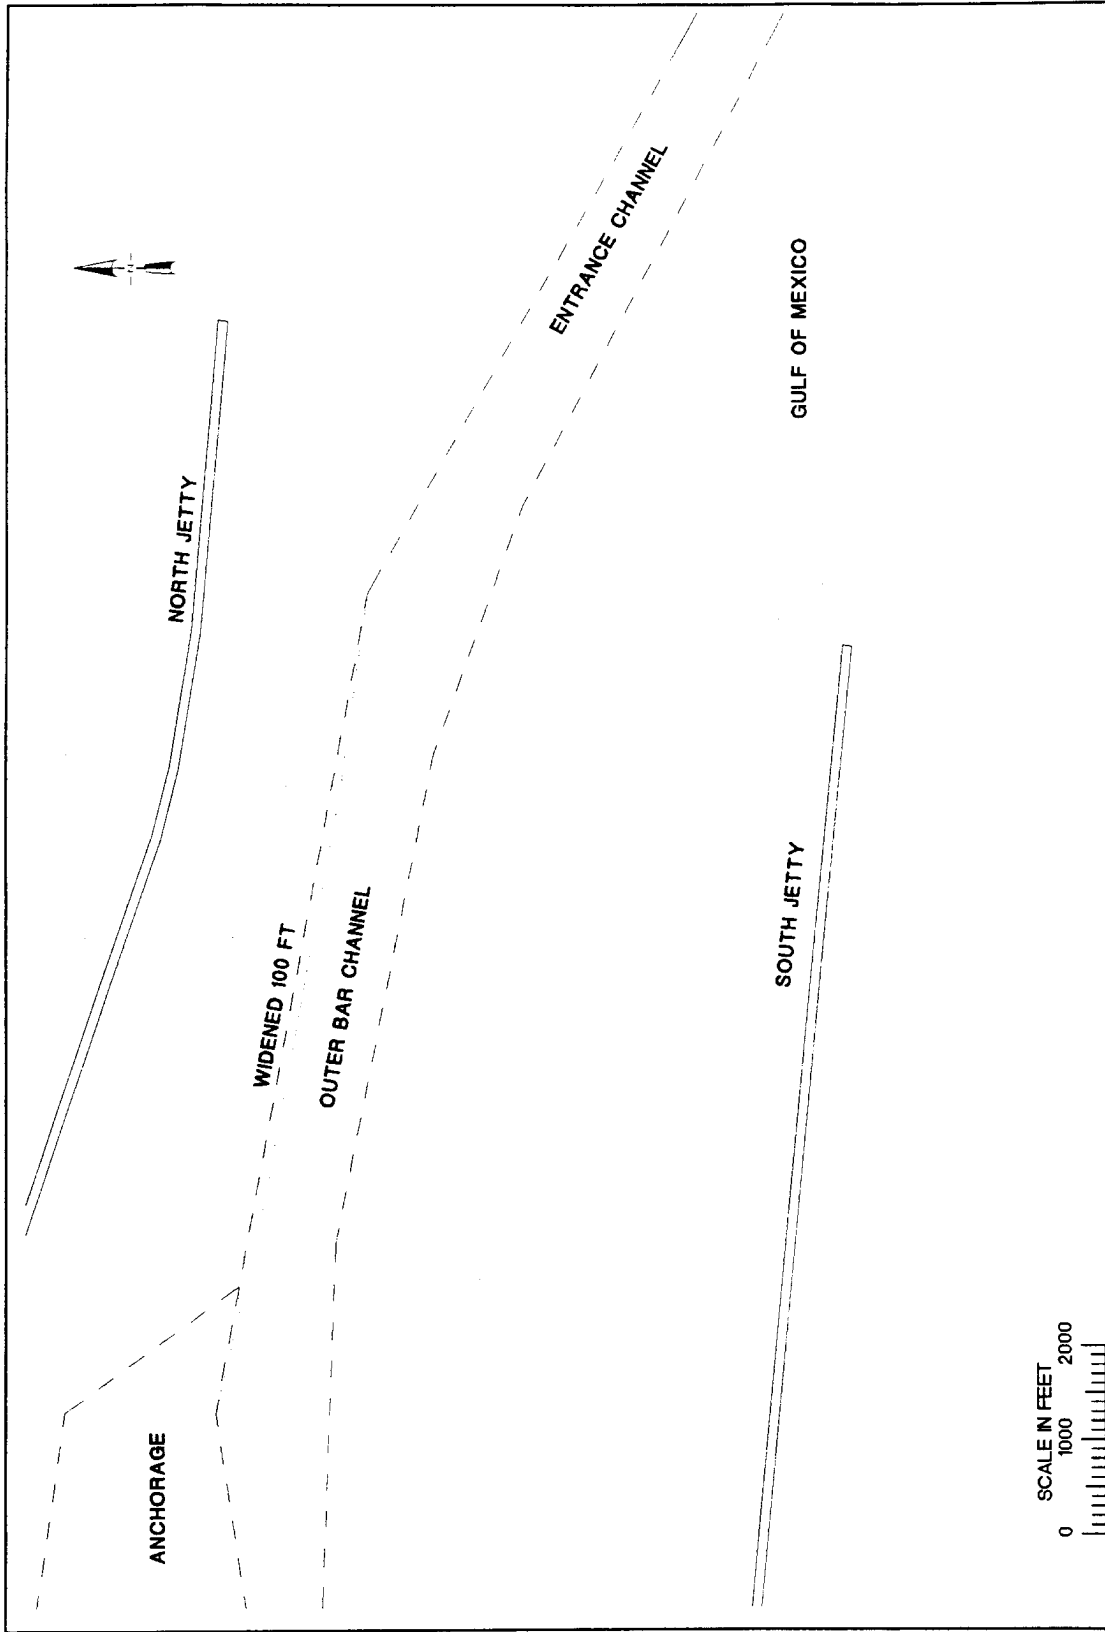 N
NORTH JETTY
ENTRANCE CHANNEL
GULF OF MEXICO
WIDENED 100 FT
OUTER BAR CHANNEL
SOUTH JETTY
ANCHORAGE
SCALE IN FEET
0 1000 2000